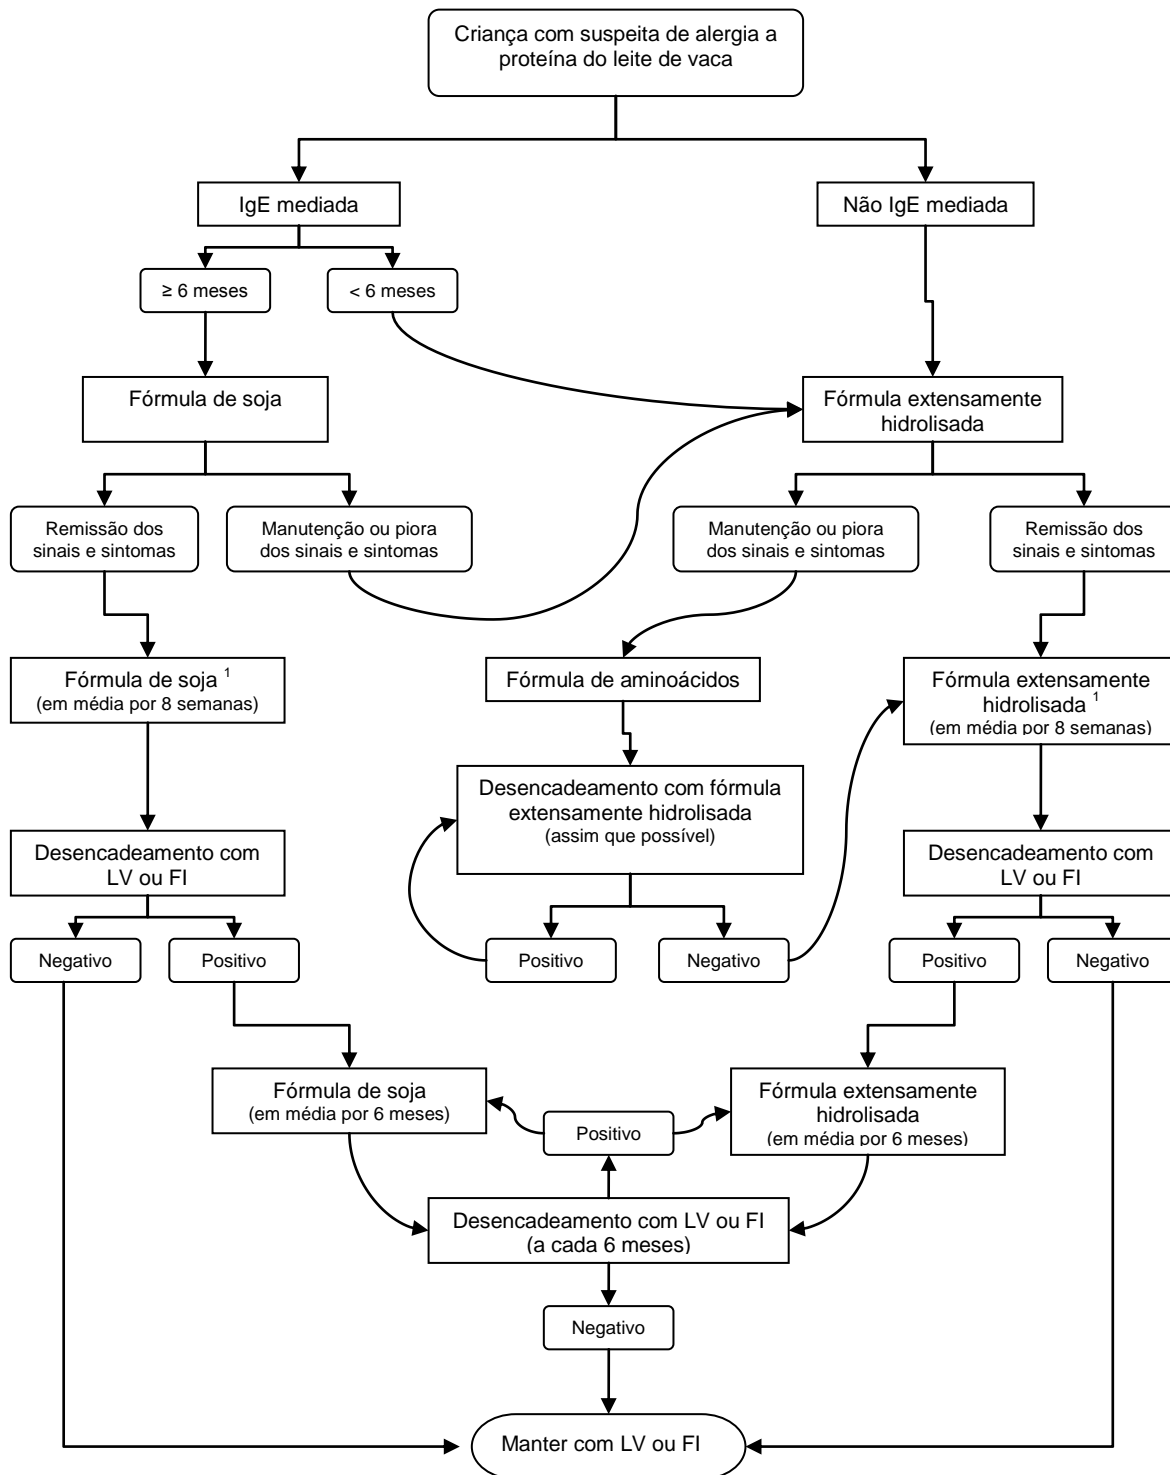 Criança com suspeita de alergia a
proteína do leite de vaca
IgE mediada
Não IgE mediada
≥ 6 meses
< 6 meses
Fórmula de soja
Fórmula extensamente
hidrolisada
Remissão dos
sinais e sintomas
Manutenção ou piora
dos sinais e sintomas
Manutenção ou piora
dos sinais e sintomas
Remissão dos
sinais e sintomas
Fórmula de soja ¹
(em média por 8 semanas)
Fórmula de aminoácidos
Fórmula extensamente
hidrolisada ¹
(em média por 8 semanas)
Desencadeamento com fórmula
extensamente hidrolisada
(assim que possível)
Desencadeamento com
LV ou FI
Desencadeamento com
LV ou FI
Negativo
Positivo
Positivo
Negativo
Positivo
Negativo
Fórmula de soja
(em média por 6 meses)
Positivo
Fórmula extensamente
hidrolisada
(em média por 6 meses)
Desencadeamento com LV ou FI
(a cada 6 meses)
Negativo
Manter com LV ou FI